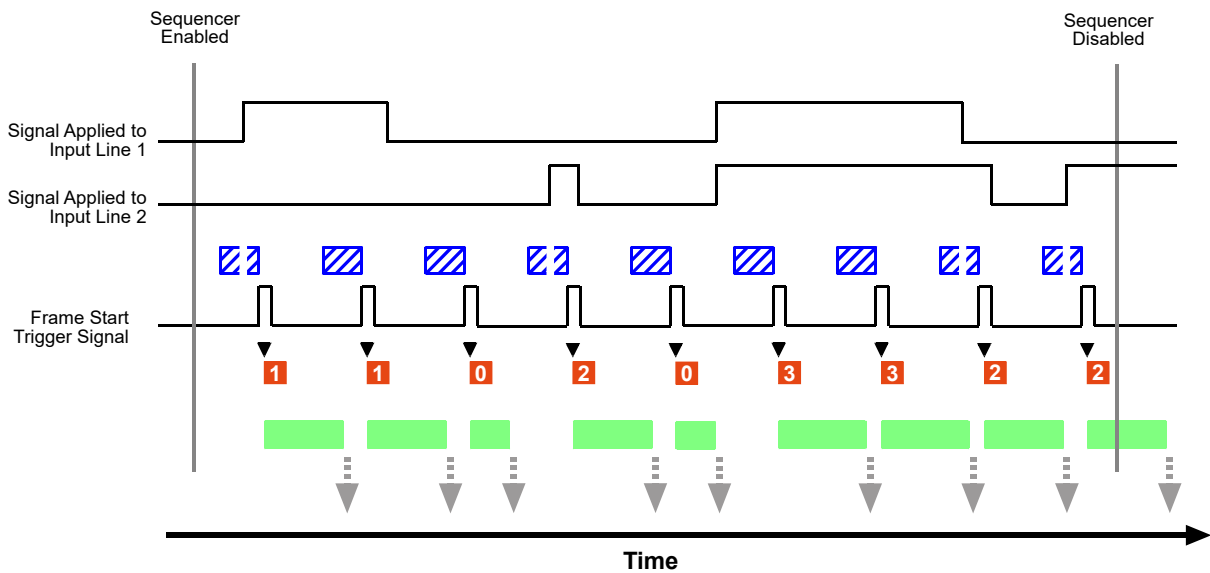 Sequencer
Enabled
Sequencer
Disabled
Signal Applied to
Input Line 1
Signal Applied to
Input Line 2
Frame Start
Trigger Signal
1 1 0 2 0 3 3 2 2
Time